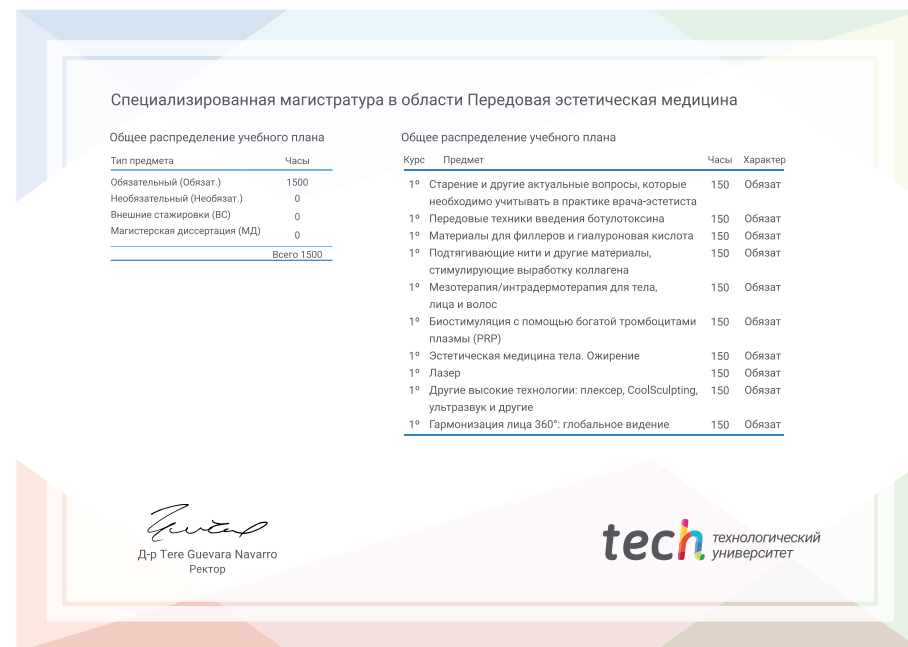 Специализированная магистратура в области Передовая эстетическая медицина
Общее распределение учебного плана
Тип предмета Часы
Обязательный (Обязат.) 1500
Необязательный (Необязат.) 0
Внешние стажировки (ВС) 0
Магистерская диссертация (МД) 0
Всего 1500
Общее распределение учебного плана
Курс Предмет Часы Характер
1º Старение и другие актуальные вопросы, которые 150 Обязат
необходимо учитывать в практике врача-эстетиста
1º Передовые техники введения ботулотоксина 150 Обязат
1º Материалы для филлеров и гиалуроновая кислота 150 Обязат
1º Подтягивающие нити и другие материалы, 150 Обязат
стимулирующие выработку коллагена
1º Мезотерапия/интрадермотерапия для тела, 150 Обязат
лица и волос
1º Биостимуляция с помощью богатой тромбоцитами 150 Обязат
плазмы (PRP)
1º Эстетическая медицина тела. Ожирение 150 Обязат
1º Лазер 150 Обязат
1º Другие высокие технологии: плексер, CoolSculpting, 150 Обязат
ультразвук и другие
1º Гармонизация лица 360°: глобальное видение 150 Обязат
Д-р Tere Guevara Navarro
Ректор
tech технологический
университет